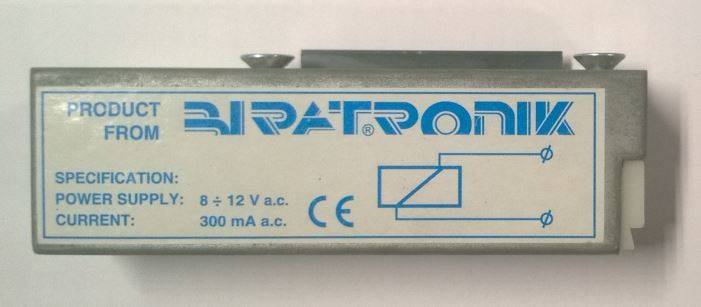 PRODUCT
FROM
BIRATRONIK®
SPECIFICATION:
POWER SUPPLY: 8 ÷ 12 V a.c.
CURRENT: 300 mA a.c.
CE